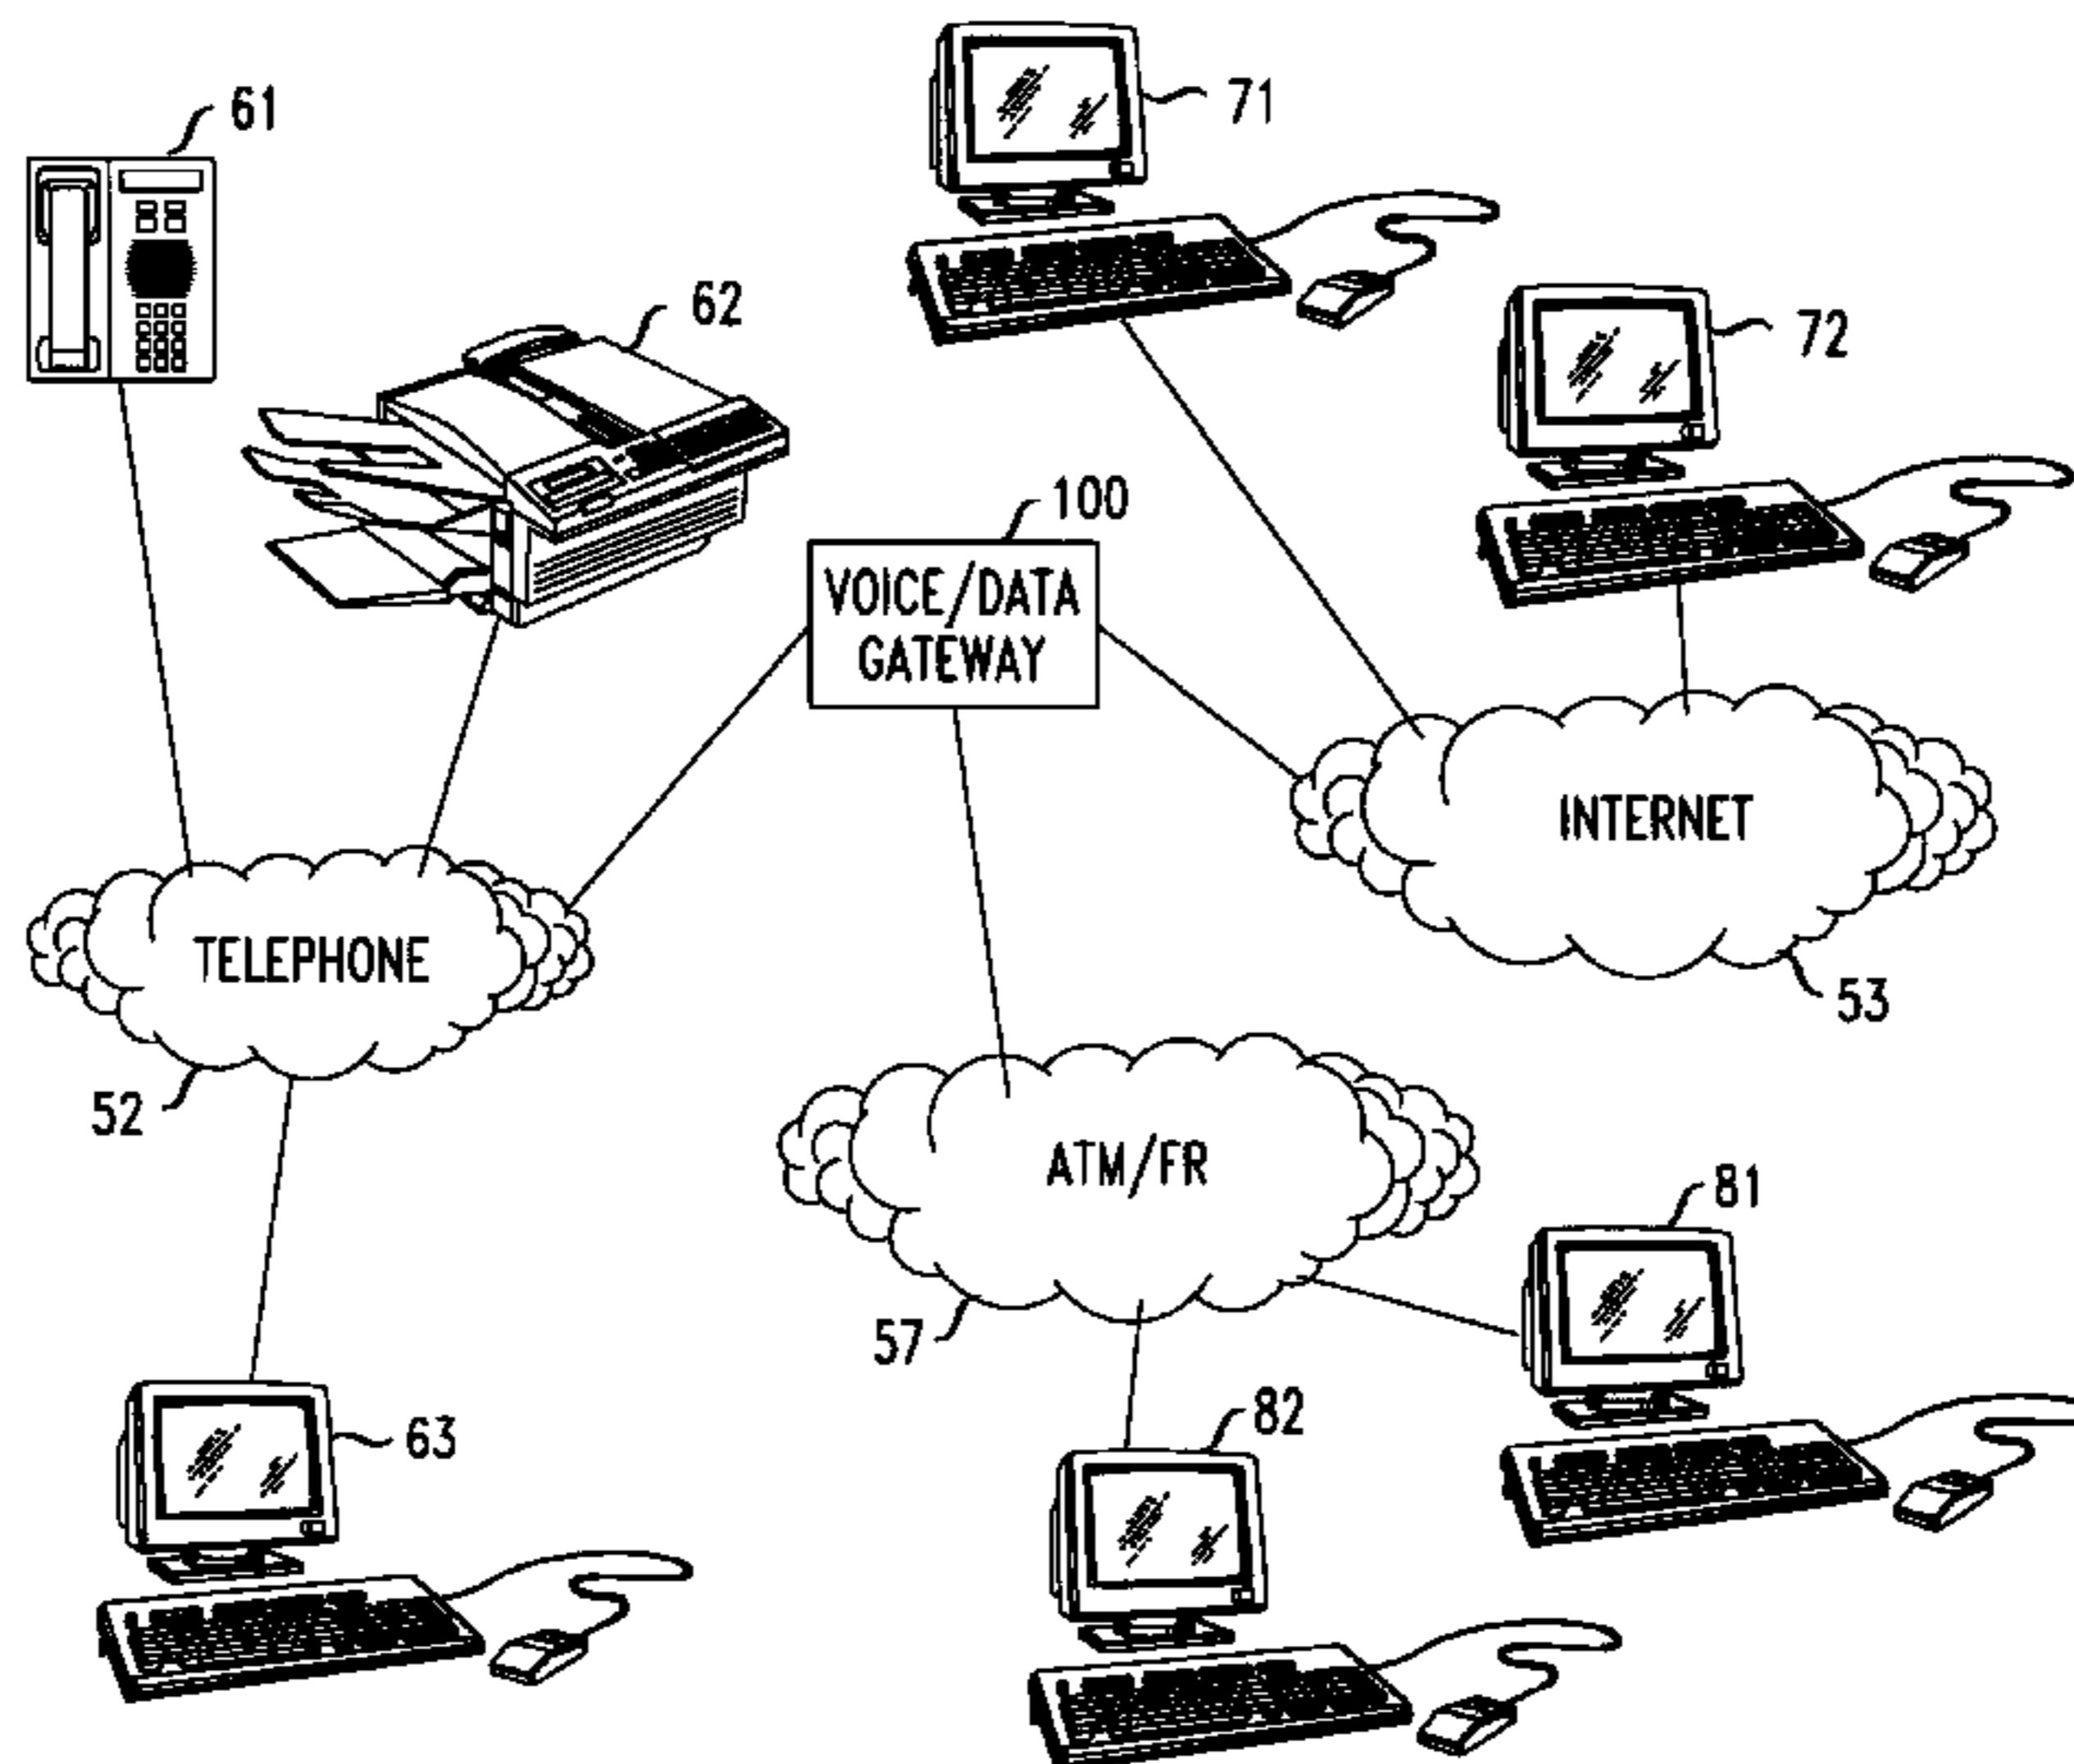 61
71
62
72
100
VOICE/DATA
GATEWAY
INTERNET
TELEPHONE
53
52
ATM/FR
81
57
82
63